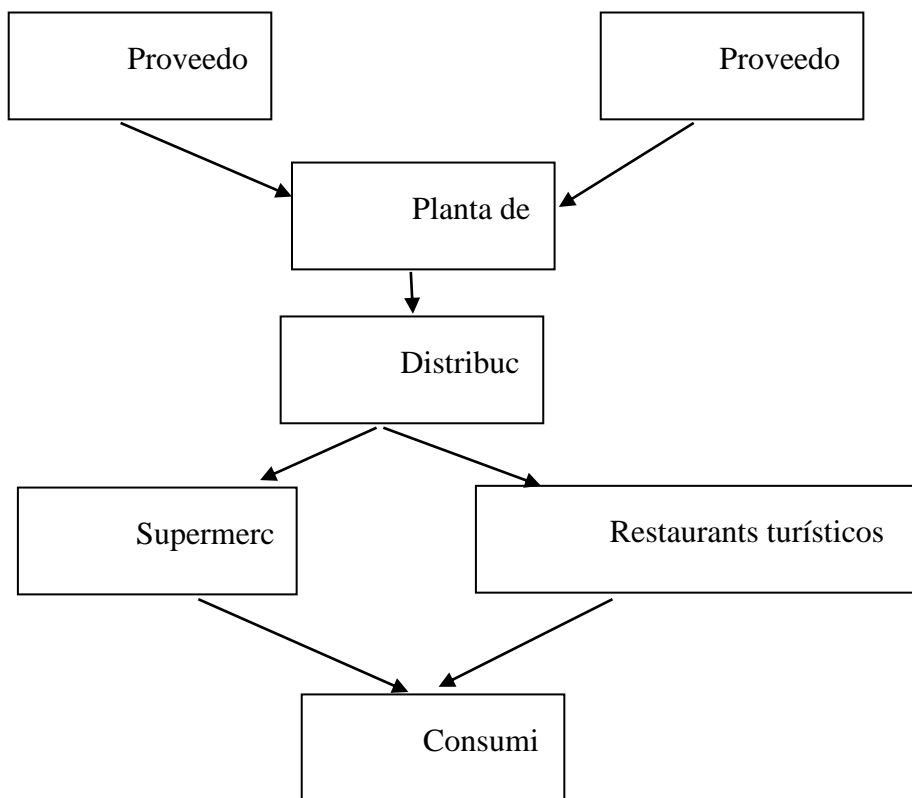 Proveedo
Proveedo
Planta de
Distribuc
Supermerc
Restaurants turísticos
Consumi